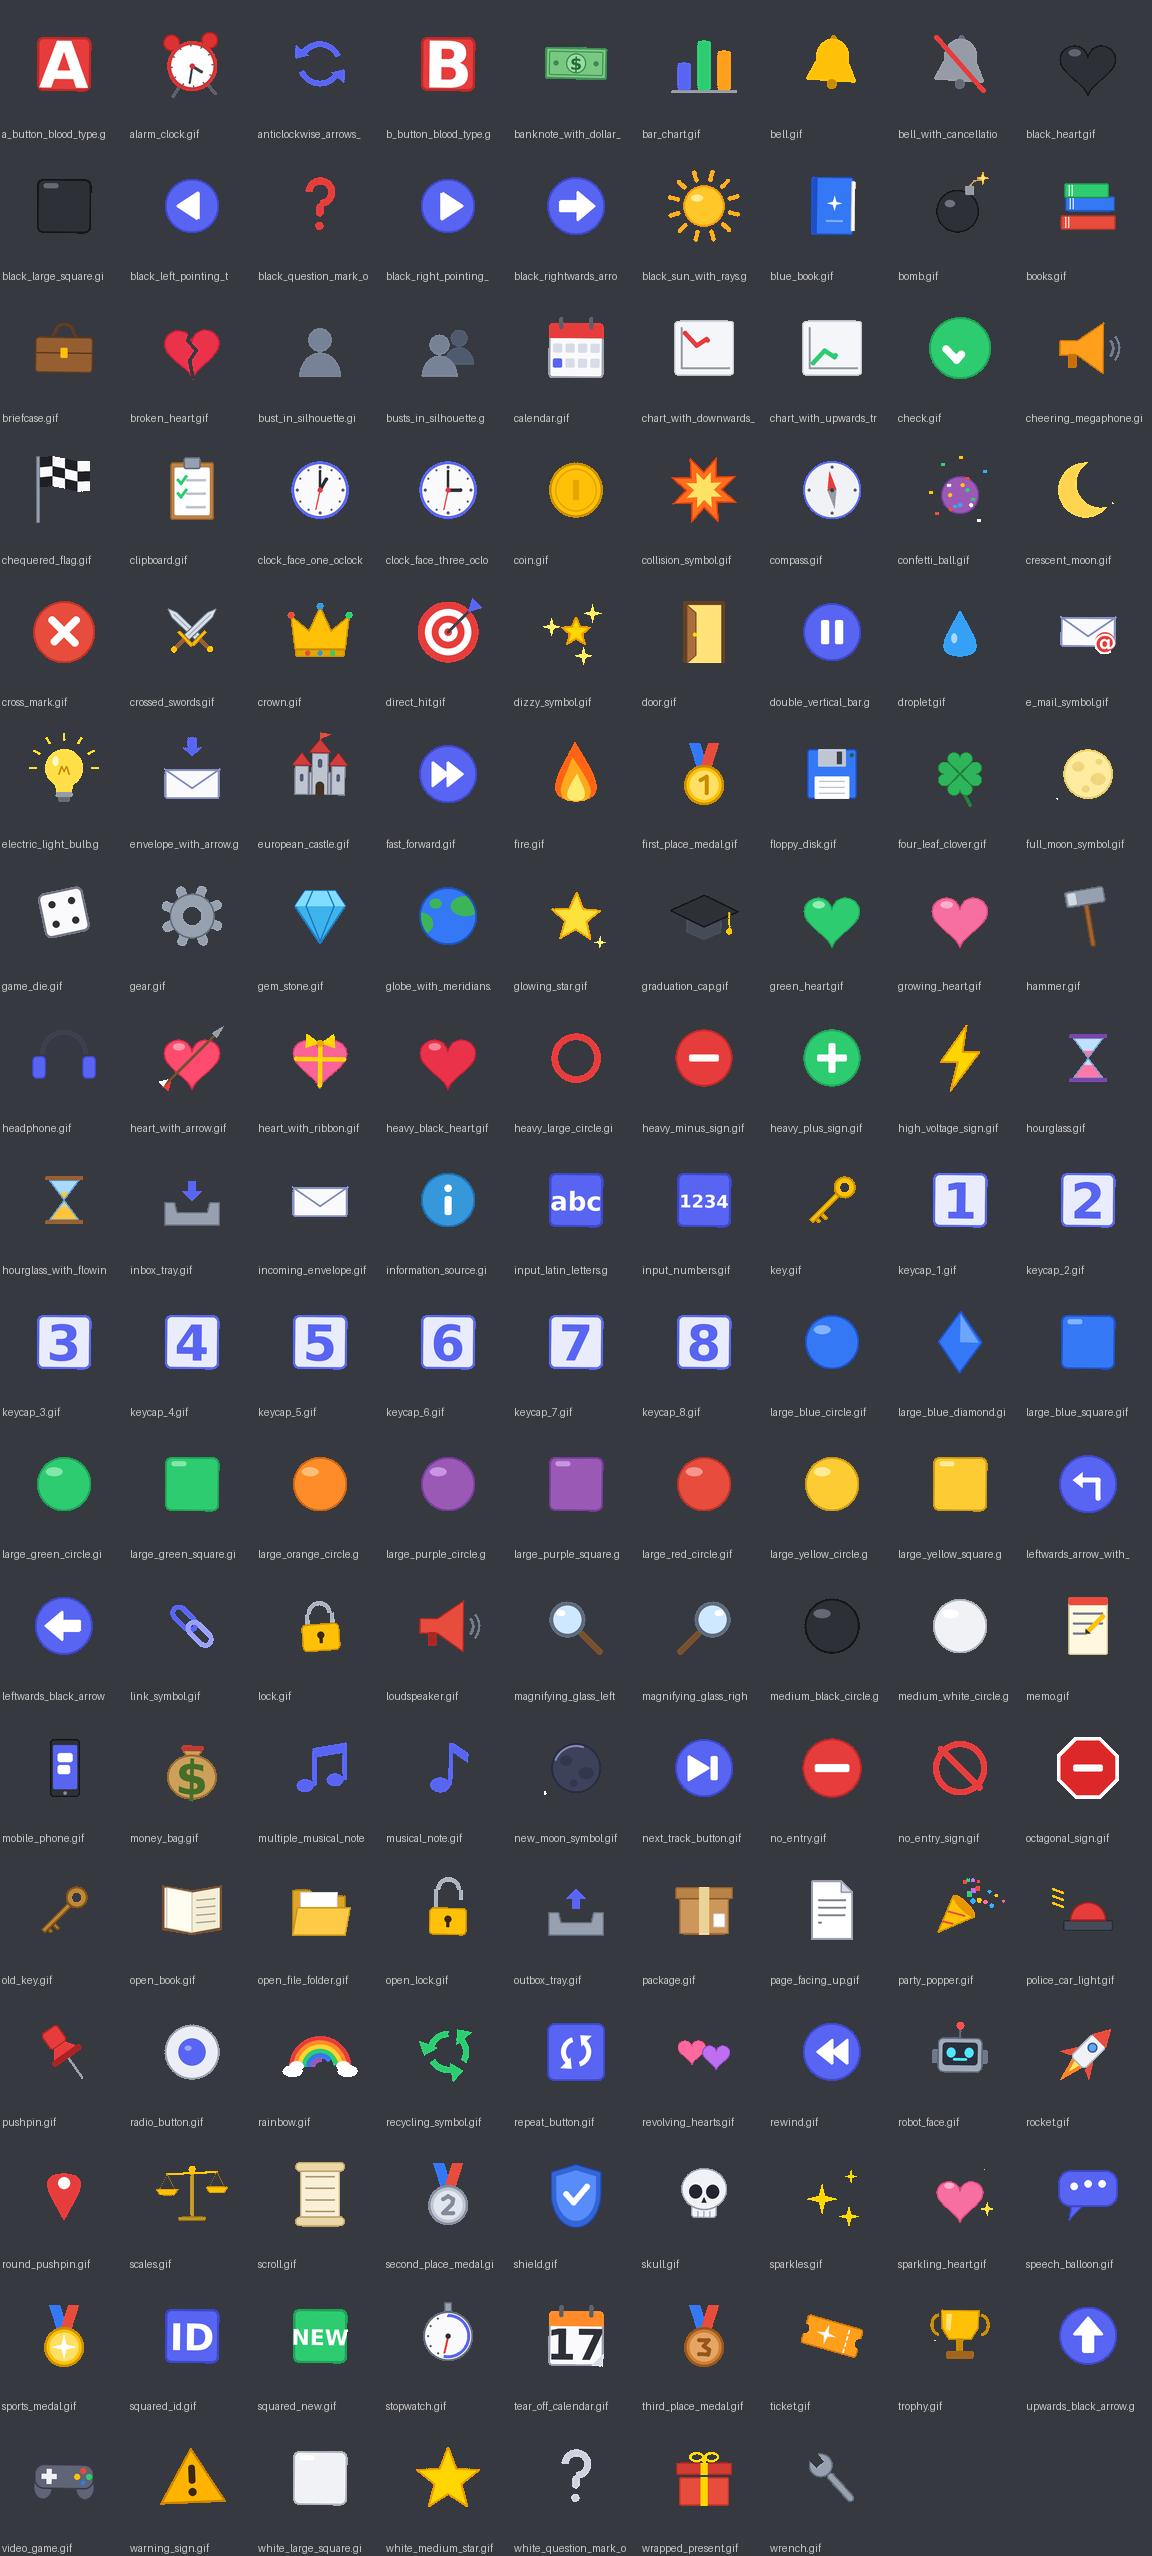 A B $
a_button_blood_type.g alarm_clock.gif anticlockwise_arrows_ b_button_blood_type.g banknote_with_dollar_ bar_chart.gif bell.gif bell_with_cancellatio black_heart.gif
black_large_square.gi black_left_pointing_t black_question_mark_o black_right_pointing_ black_rightwards_arro black_sun_with_rays.g blue_book.gif bomb.gif books.gif
briefcase.gif broken_heart.gif bust_in_silhouette.gi busts_in_silhouette.g calendar.gif chart_with_downwards_ chart_with_upwards_tr check.gif cheering_megaphone.gi
chequered_flag.gif clipboard.gif clock_face_one_oclock clock_face_three_oclo coin.gif collision_symbol.gif compass.gif confetti_ball.gif crescent_moon.gif
@
cross_mark.gif crossed_swords.gif crown.gif direct_hit.gif dizzy_symbol.gif door.gif double_vertical_bar.g droplet.gif e_mail_symbol.gif
1
electric_light_bulb.g envelope_with_arrow.g european_castle.gif fast_forward.gif fire.gif first_place_medal.gif floppy_disk.gif four_leaf_clover.gif full_moon_symbol.gif
game_die.gif gear.gif gem_stone.gif globe_with_meridians. glowing_star.gif graduation_cap.gif green_heart.gif growing_heart.gif hammer.gif
headphone.gif heart_with_arrow.gif heart_with_ribbon.gif heavy_black_heart.gif heavy_large_circle.gi heavy_minus_sign.gif heavy_plus_sign.gif high_voltage_sign.gif hourglass.gif
i abc 1234 1 2
hourglass_with_flowin inbox_tray.gif incoming_envelope.gif information_source.gi input_latin_letters.g input_numbers.gif key.gif keycap_1.gif keycap_2.gif
3 4 5 6 7 8
keycap_3.gif keycap_4.gif keycap_5.gif keycap_6.gif keycap_7.gif keycap_8.gif large_blue_circle.gif large_blue_diamond.gi large_blue_square.gif
large_green_circle.gi large_green_square.gi large_orange_circle.g large_purple_circle.g large_purple_square.g large_red_circle.gif large_yellow_circle.g large_yellow_square.g leftwards_arrow_with_
leftwards_black_arrow link_symbol.gif lock.gif loudspeaker.gif magnifying_glass_left magnifying_glass_righ medium_black_circle.g medium_white_circle.g memo.gif
$
mobile_phone.gif money_bag.gif multiple_musical_note musical_note.gif new_moon_symbol.gif next_track_button.gif no_entry.gif no_entry_sign.gif octagonal_sign.gif
old_key.gif open_book.gif open_file_folder.gif open_lock.gif outbox_tray.gif package.gif page_facing_up.gif party_popper.gif police_car_light.gif
pushpin.gif radio_button.gif rainbow.gif recycling_symbol.gif repeat_button.gif revolving_hearts.gif rewind.gif robot_face.gif rocket.gif
2
round_pushpin.gif scales.gif scroll.gif second_place_medal.gi shield.gif skull.gif sparkles.gif sparkling_heart.gif speech_balloon.gif
ID NEW 17 3
sports_medal.gif squared_id.gif squared_new.gif stopwatch.gif tear_off_calendar.gif third_place_medal.gif ticket.gif trophy.gif upwards_black_arrow.g
video_game.gif warning_sign.gif white_large_square.gi white_medium_star.gif white_question_mark_o wrapped_present.gif wrench.gif